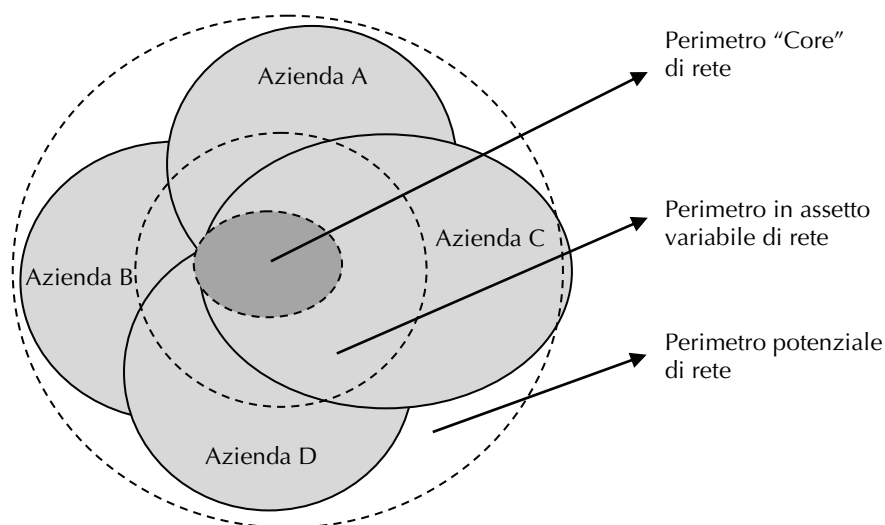 Perimetro “Core”
di rete
Azienda A
Perimetro in assetto
variabile di rete
Azienda C
Azienda B
Perimetro potenziale
di rete
Azienda D